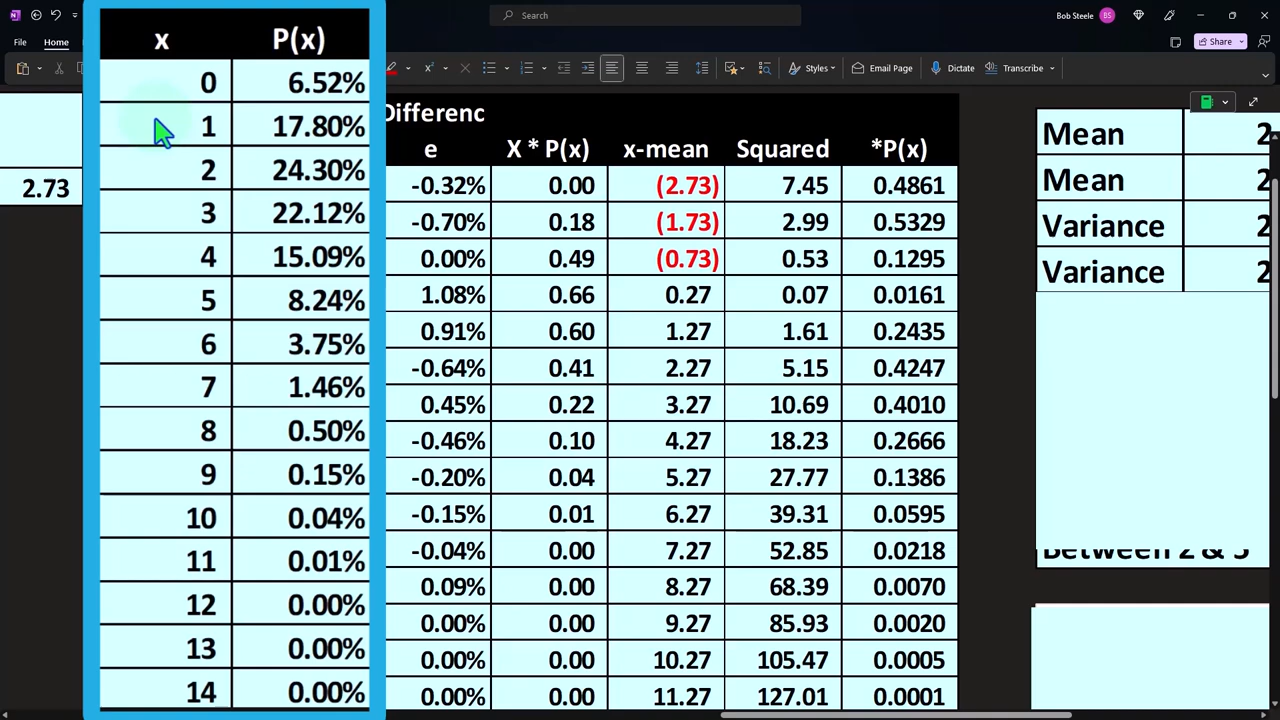 Search
Bob Steele
BS
File
Home
Share
Styles
Email Page
Dictate
Transcribe
x P(x)
0 6.52%
1 17.80%
2 24.30%
3 22.12%
4 15.09%
5 8.24%
6 3.75%
7 1.46%
8 0.50%
9 0.15%
10 0.04%
11 0.01%
12 0.00%
13 0.00%
14 0.00%
2.73
Differenc
e X * P(x) x-mean Squared *P(x)
-0.32% 0.00 (2.73) 7.45 0.4861
-0.70% 0.18 (1.73) 2.99 0.5329
0.00% 0.49 (0.73) 0.53 0.1295
1.08% 0.66 0.27 0.07 0.0161
0.91% 0.60 1.27 1.61 0.2435
-0.64% 0.41 2.27 5.15 0.4247
0.45% 0.22 3.27 10.69 0.4010
-0.46% 0.10 4.27 18.23 0.2666
-0.20% 0.04 5.27 27.77 0.1386
-0.15% 0.01 6.27 39.31 0.0595
-0.04% 0.00 7.27 52.85 0.0218
0.09% 0.00 8.27 68.39 0.0070
0.00% 0.00 9.27 85.93 0.0020
0.00% 0.00 10.27 105.47 0.0005
0.00% 0.00 11.27 127.01 0.0001
Mean 2
Mean 2
Variance 2
Variance 2
Between 2 &